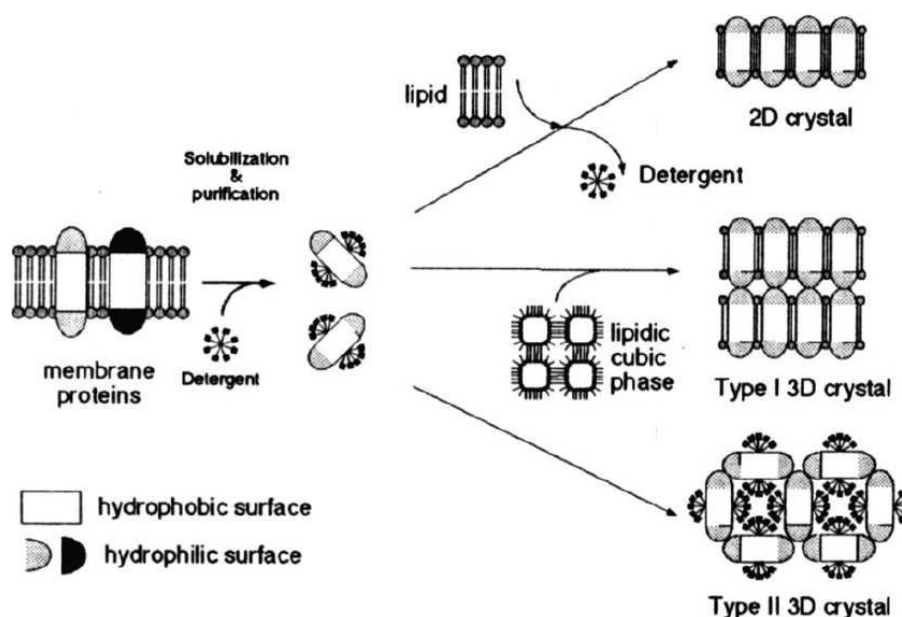 lipid
2D crystal
Solubilization
&
purification
Detergent
membrane
proteins
Detergent
lipidic
cubic
phase
Type I 3D crystal
hydrophobic surface
hydrophilic surface
Type II 3D crystal